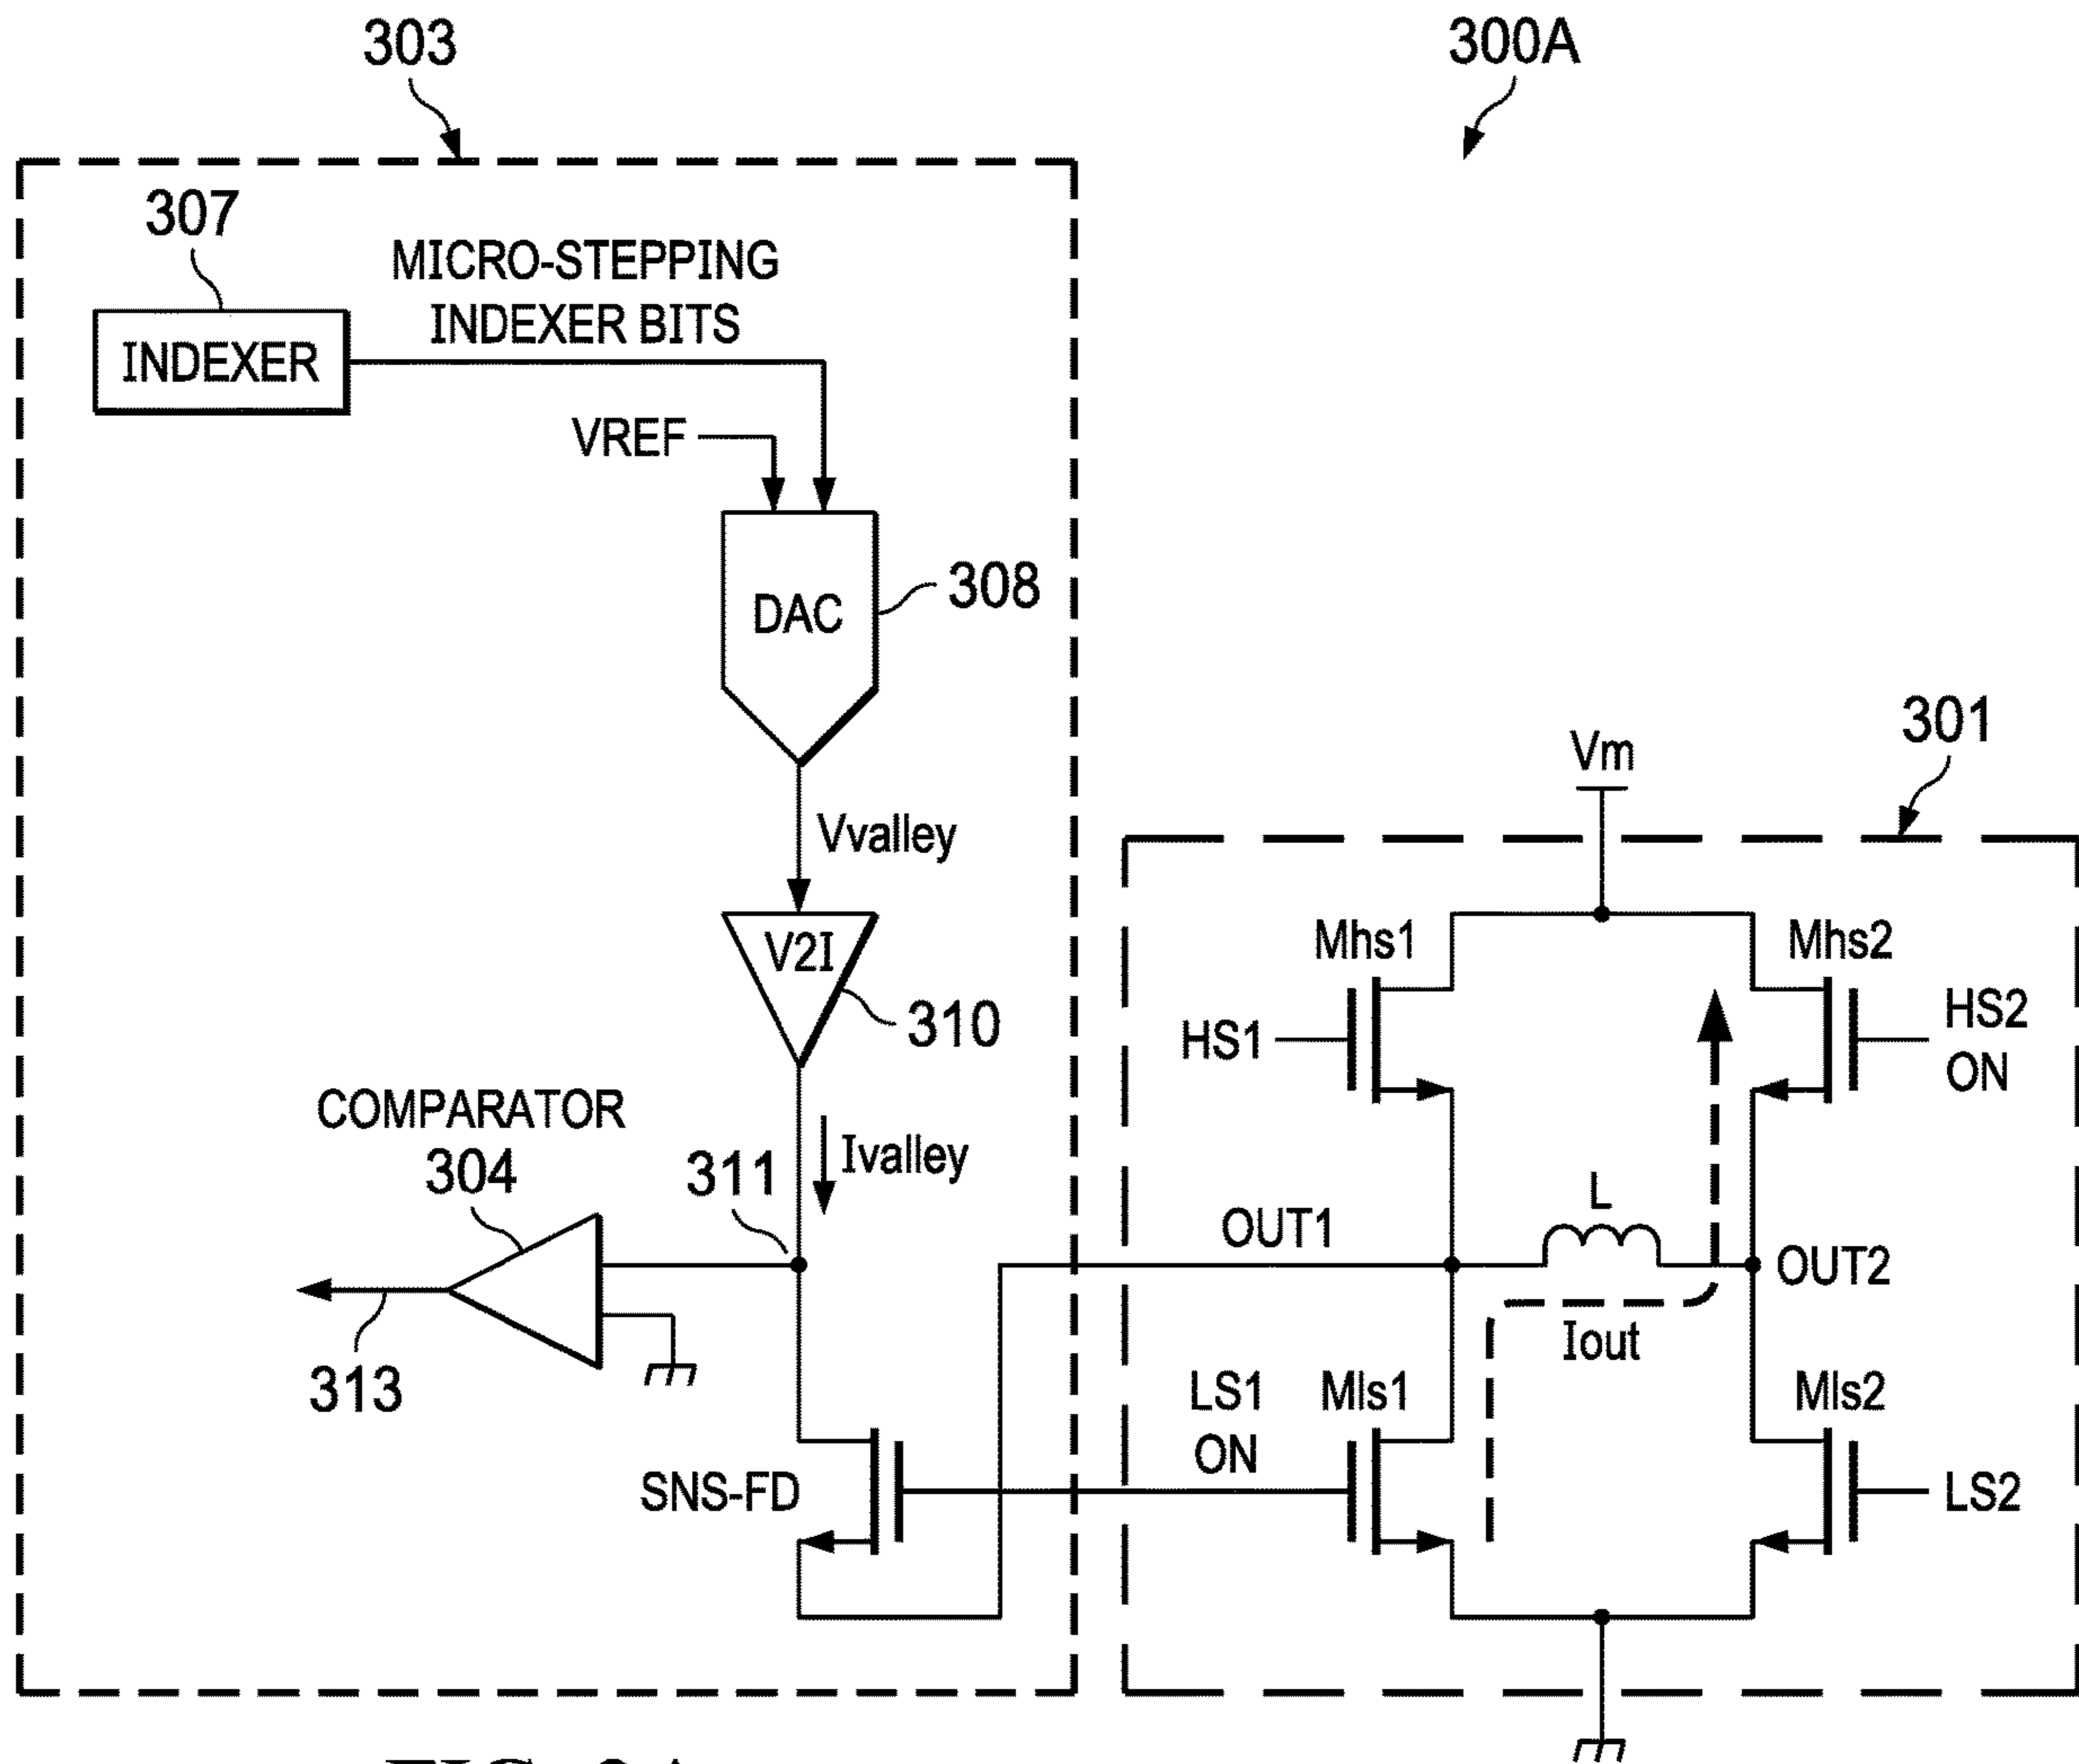 303
300A
307
MICRO-STEPPING
INDEXER BITS
INDEXER
VREF
DAC
308
Vvalley
V2I
310
COMPARATOR
304
311
Ivalley
313
SNS-FD
301
Vm
Mhs1
Mhs2
HS1
HS2
ON
L
OUT1
OUT2
Iout
LS1
ON
Mls1
Mls2
LS2